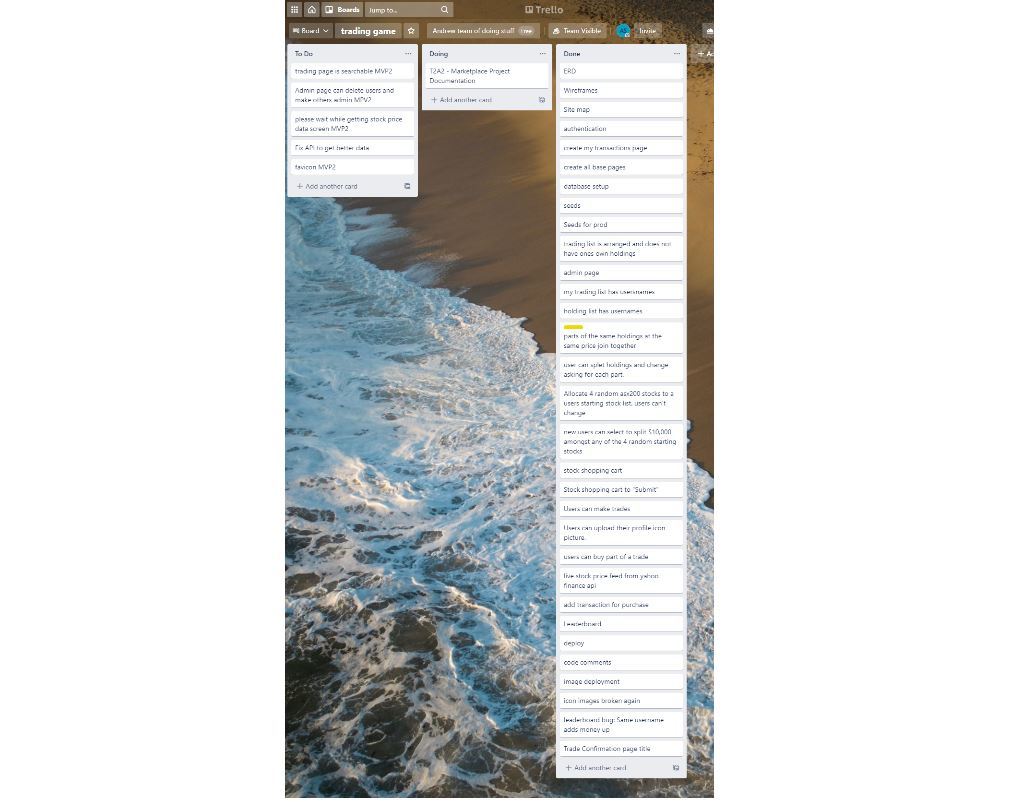 Boards
Jump to...
Trello
Board
trading game
Andrew team of doing stuff
Free
Team Visible
Invite
To Do
trading page is searchable MVP2
Admin page can delete users and
make others admin MPV2
please wait while getting stock price
data screen MVP2
Fix API to get better data
favicon MVP2
+ Add another card
Doing
T2A2 - Marketplace Project
Documentation
+ Add another card
Done
ERD
Wireframes
Site map
authentication
create my transactions page
create all base pages
database setup
seeds
Seeds for prod
trading list is arranged and does not
have ones own holdings
admin page
my trading list has usersnames
holding list has usernames
parts of the same holdings at the
same price join together
user can splet holdings and change
asking for each part.
Allocate 4 random asx200 stocks to a
users starting stock list. users can't
change
new users can select to split $10,000
amongst any of the 4 random starting
stocks
stock shopping cart
Stock shopping cart to "Submit"
Users can make trades
Users can upload their profile icon
picture.
users can buy part of a trade
live stock price feed from yahoo
finance api
add transaction for purchase
Leaderboard
deploy
code comments
image deployment
icon images broken again
leaderboard bug: Same username
adds money up
Trade Confirmation page title
+ Add another card